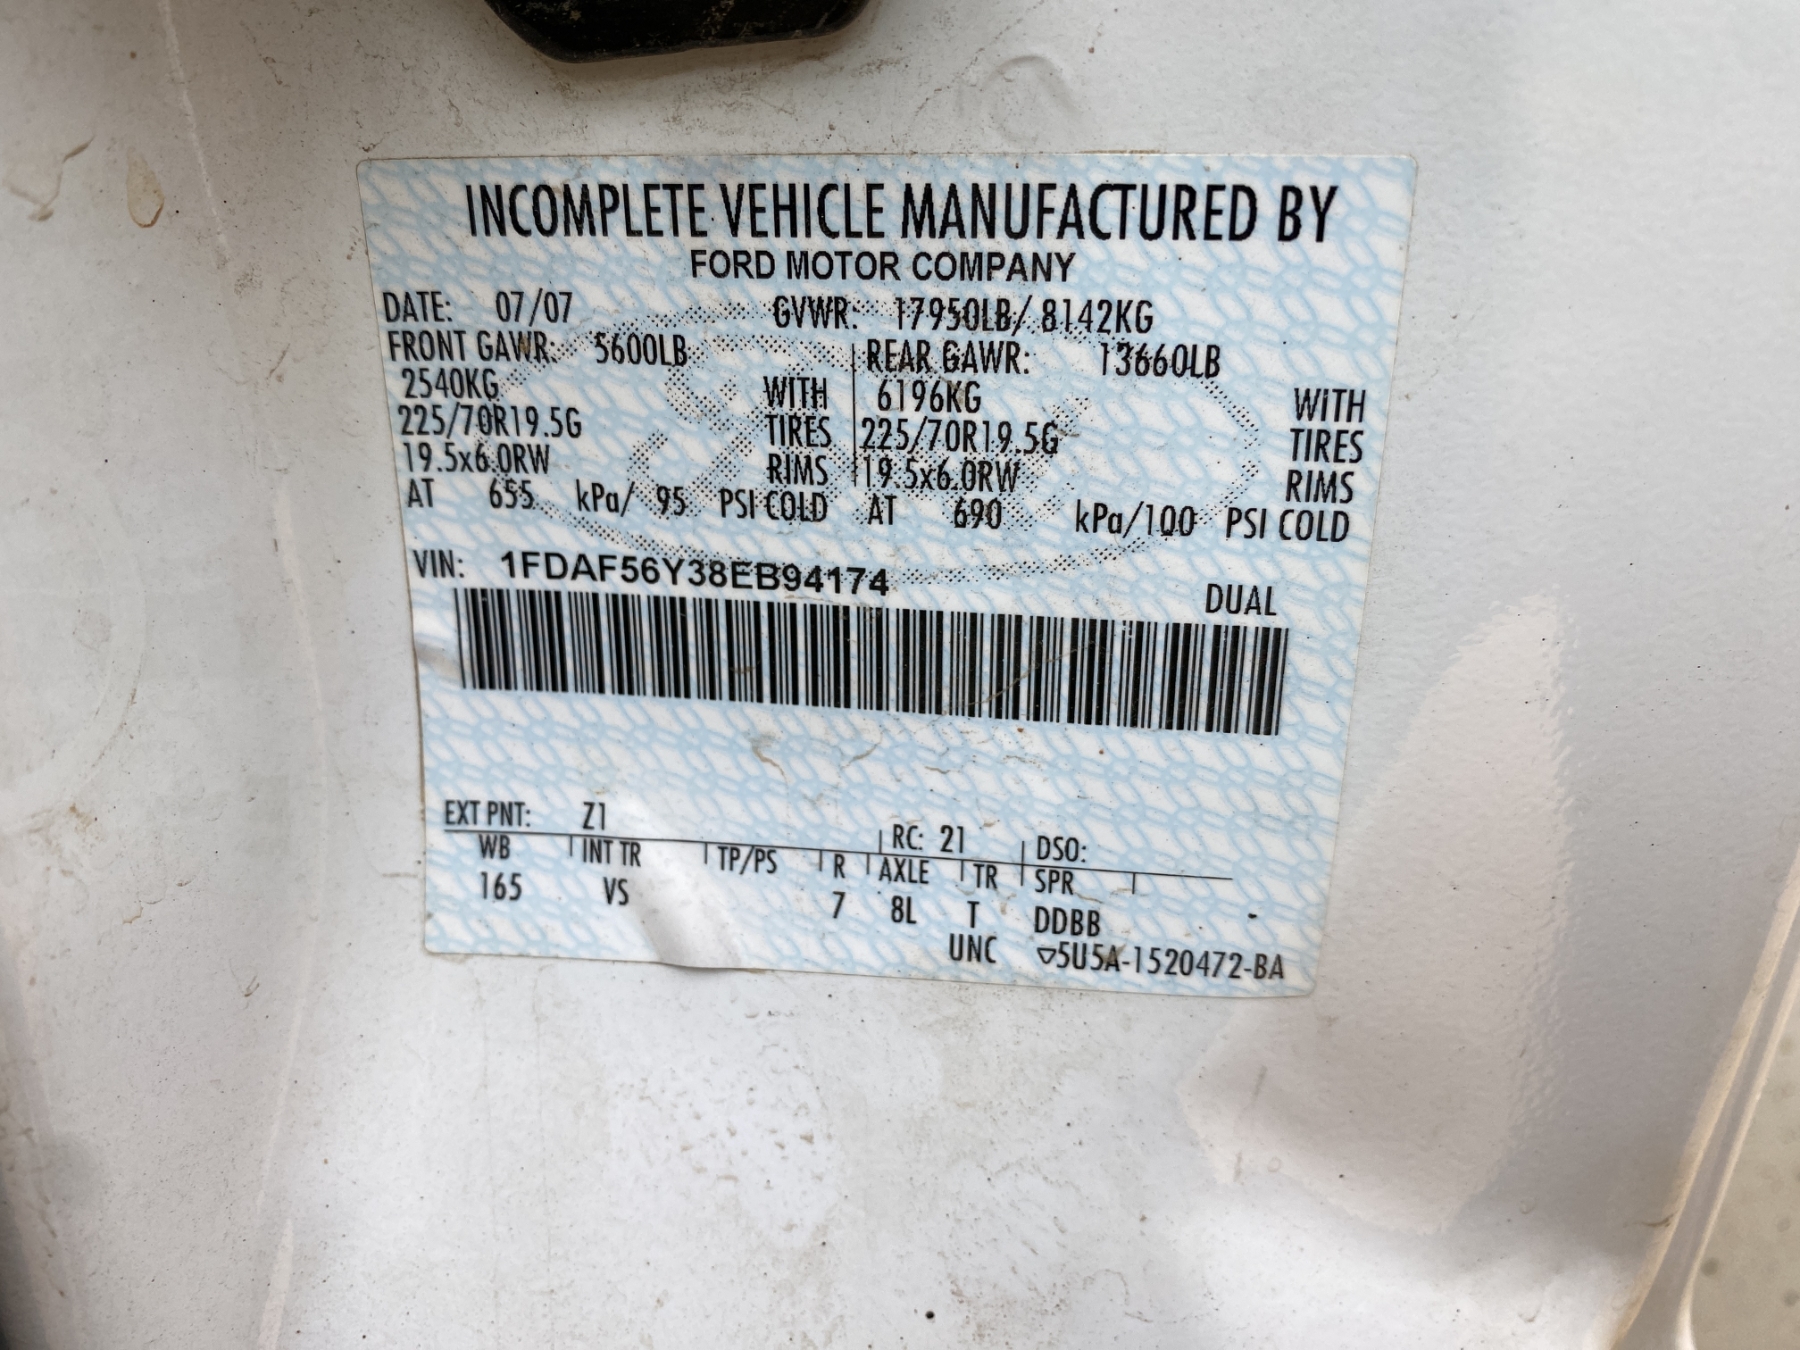 INCOMPLETE VEHICLE MANUFACTURED BY
FORD MOTOR COMPANY
DATE: 07/07 GVWR: 17950LB/ 8142KG
FRONT GAWR: 5600LB REAR GAWR: 13660LB
2540KG WITH 6196KG WITH
225/70R19.5G TIRES 225/70R19.5G TIRES
19.5x6.0RW RIMS 19.5x6.0RW RIMS
AT 655 kPa/ 95 PSI COLD AT 690 kPa/100 PSI COLD
VIN: 1FDAF56Y38EB94174
DUAL
EXT PNT: Z1 RC: 21 DSO:
WB INT TR TP/PS R AXLE TR SPR
165 VS 7 8L T DDBB -
UNC ▽5U5A-1520472-BA